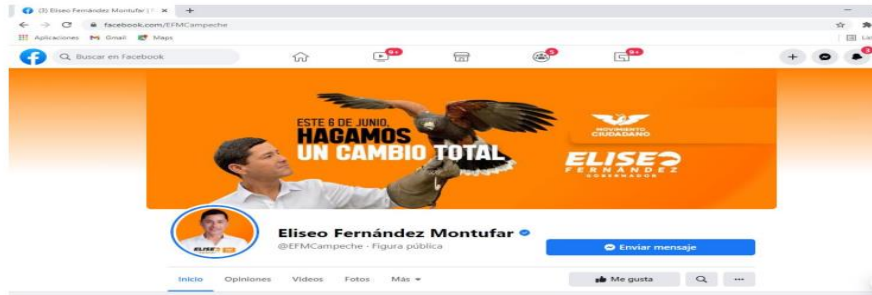 (3) Eliseo Fernández Montufar | F
facebook.com/EFMCampeche
Aplicaciones Gmail Maps
Buscar en Facebook
9+
5
9+
3
ESTE 6 DE JUNIO,
HAGAMOS
UN CAMBIO TOTAL
MOVIMIENTO
CIUDADANO
ELISEO
FERNÁNDEZ
GOBERNADOR
Eliseo Fernández Montufar
@EFMCampeche · Figura pública
Enviar mensaje
Inicio Opiniones Videos Fotos Más
Me gusta